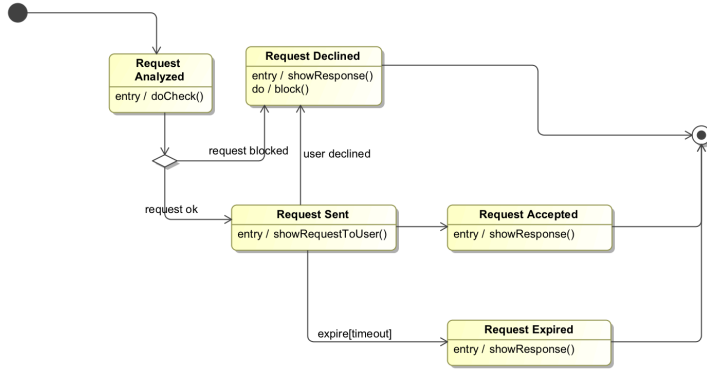 Request
Analyzed
entry / doCheck()
Request Declined
entry / showResponse()
do / block()
request blocked
user declined
request ok
Request Sent
entry / showRequestToUser()
Request Accepted
entry / showResponse()
expire[timeout]
Request Expired
entry / showResponse()